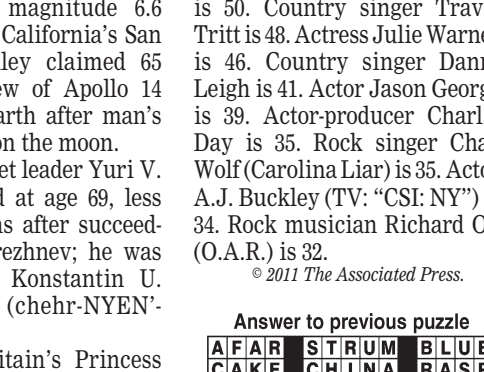 magnitude 6.6
California's San
ley claimed 65
ew of Apollo 14
arth after man's
on the moon.
et leader Yuri V.
d at age 69, less
hs after succeed-
rezhnev; he was
Konstantin U.
(chehr-NYEN'-
itain's Princess
is 50. Country singer Trav
Tritt is 48. Actress Julie Warne
is 46. Country singer Dann
Leigh is 41. Actor Jason Georg
is 39. Actor-producer Charl
Day is 35. Rock singer Cha
Wolf (Carolina Liar) is 35. Acto
A.J. Buckley (TV: “CSI: NY”)
34. Rock musician Richard O
(O.A.R.) is 32.
© 2011 The Associated Press.
Answer to previous puzzle
AFAR STRUM BLUE
CAKE CHINA BASE